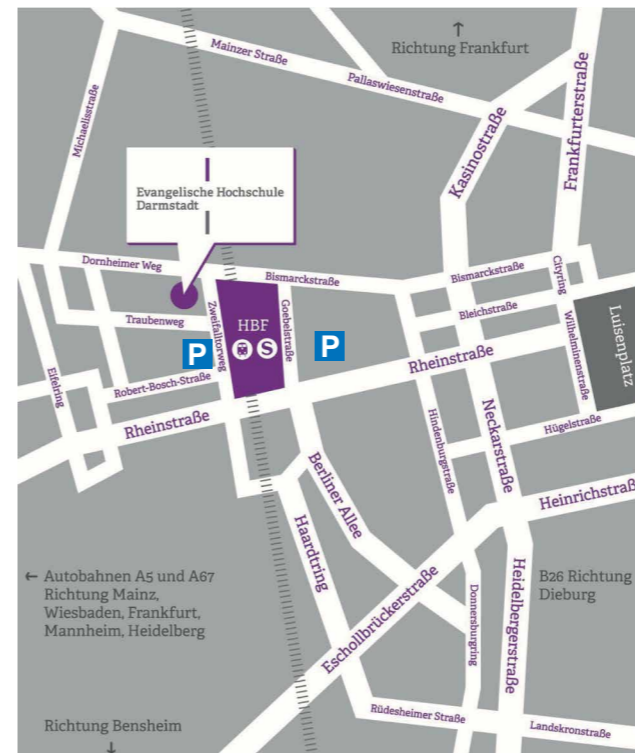 Mainzer Straße
Richtung Frankfurt
Pallaswiesenstraße
Michaelisstraße
Kasinostraße
Frankfurterstraße
Evangelische Hochschule
Darmstadt
Dornheimer Weg
Bismarckstraße
Bismarckstraße
Cityring
Traubenweg
Zweifalltorweg
HBF
S
Goebelstraße
Bleichstraße
Wilhelminenstraße
Luisenplatz
P
P
Rheinstraße
Eifelring
Robert-Bosch-Straße
Rheinstraße
Hindenburgstraße
Neckarstraße
Hügelstraße
Berliner Allee
Haardtring
Heinrichstraß
← Autobahnen A5 und A67
Richtung Mainz,
Wiesbaden, Frankfurt,
Mannheim, Heidelberg
Eschollbrückerstraße
Donnersburgring
Heidelbergerstraße
B26 Richtung
Dieburg
Rüdesheimer Straße
Landskronstraße
Richtung Bensheim